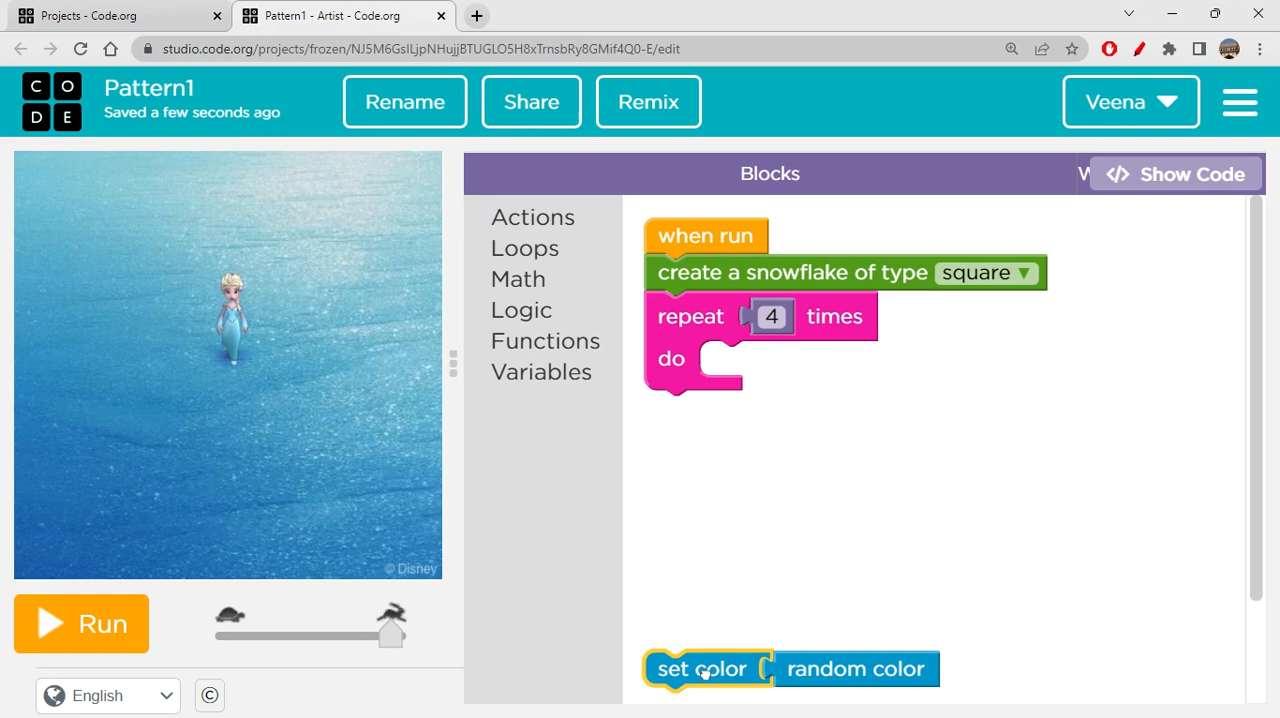 Projects - Code.org
Pattern1 - Artist - Code.org
studio.code.org/projects/frozen/NJ5M6GsILjpNHujjBTUGLO5H8xTrnsbRy8GMif4Q0-E/edit
C O D E
Pattern1
Saved a few seconds ago
Rename
Share
Remix
Veena
Blocks
W
</> Show Code
Actions
Loops
Math
Logic
Functions
Variables
when run
create a snowflake of type square
repeat 4 times
do
set color random color
© Disney
Run
English
©